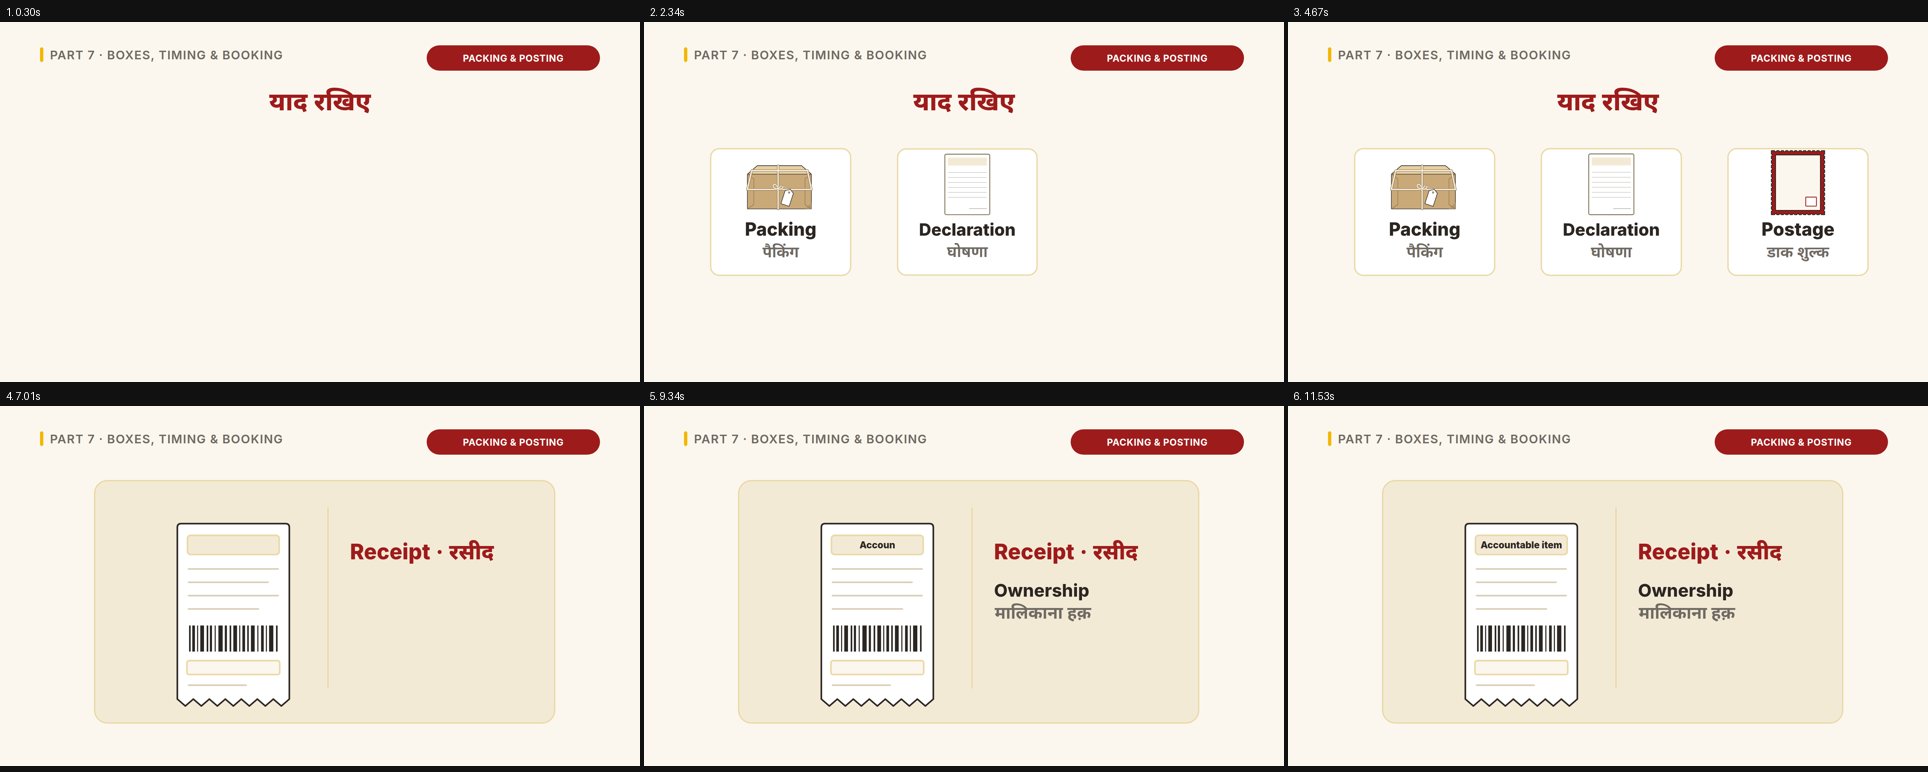 1. 0.30s
PART 7 · BOXES, TIMING & BOOKING
PACKING & POSTING
याद रखिए
2. 2.34s
PART 7 · BOXES, TIMING & BOOKING
PACKING & POSTING
याद रखिए
Packing
पैकिंग
Declaration
घोषणा
3. 4.67s
PART 7 · BOXES, TIMING & BOOKING
PACKING & POSTING
याद रखिए
Packing
पैकिंग
Declaration
घोषणा
Postage
डाक शुल्क
4. 7.01s
PART 7 · BOXES, TIMING & BOOKING
PACKING & POSTING
Receipt · रसीद
5. 9.34s
PART 7 · BOXES, TIMING & BOOKING
PACKING & POSTING
Accoun
Receipt · रसीद
Ownership
मालिकाना हक़
6. 11.53s
PART 7 · BOXES, TIMING & BOOKING
PACKING & POSTING
Accountable item
Receipt · रसीद
Ownership
मालिकाना हक़